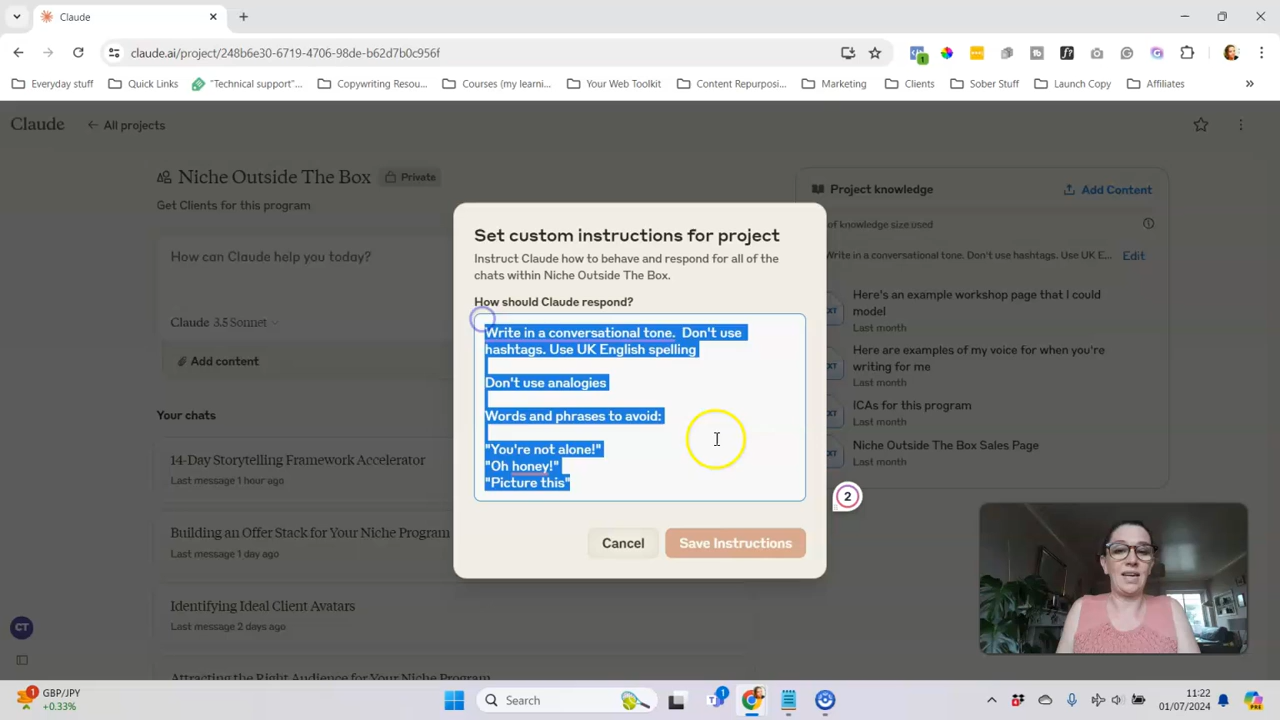 Claude
claude.ai/project/248b6e30-6719-4706-98de-b62d7b0c956f
1
Everyday stuff
Quick Links
"Technical support"...
Copywriting Resou...
Courses (my learni...
Your Web Toolkit
Content Repurposi...
Marketing
Clients
Sober Stuff
Launch Copy
Affiliates
Claude
All projects
Niche Outside The Box
Private
Get Clients for this program
How can Claude help you today?
Claude 3.5 Sonnet
Add content
Your chats
14-Day Storytelling Framework Accelerator
Last message 1 hour ago
Building an Offer Stack for Your Niche Program
Last message 1 day ago
Identifying Ideal Client Avatars
Last message 2 days ago
Attracting the Right Audience for Your Niche Program
CT
Set custom instructions for project
Instruct Claude how to behave and respond for all of the
chats within Niche Outside The Box.
How should Claude respond?
Write in a conversational tone. Don't use
hashtags. Use UK English spelling
Don't use analogies
Words and phrases to avoid:
"You're not alone!"
"Oh honey!"
"Picture this"
2
Cancel
Save Instructions
Project knowledge
Add Content
of knowledge size used
Write in a conversational tone. Don't use hashtags. Use UK E...
Edit
Here's an example workshop page that I could
model
Last month
Here are examples of my voice for when you're
writing for me
Last month
ICAs for this program
Last month
Niche Outside The Box Sales Page
Last month
1
GBP/JPY
+0.33%
Search
1
11:22
01/07/2024
PRE